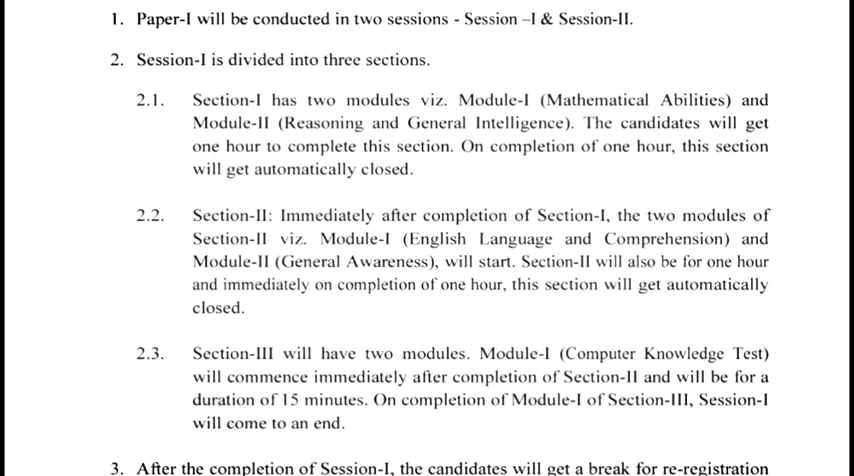 1. Paper-I will be conducted in two sessions - Session –I & Session-II.
2. Session-I is divided into three sections.
2.1. Section-I has two modules viz. Module-I (Mathematical Abilities) and
Module-II (Reasoning and General Intelligence). The candidates will get
one hour to complete this section. On completion of one hour, this section
will get automatically closed.
2.2. Section-II: Immediately after completion of Section-I, the two modules of
Section-II viz. Module-I (English Language and Comprehension) and
Module-II (General Awareness), will start. Section-II will also be for one hour
and immediately on completion of one hour, this section will get automatically
closed.
2.3. Section-III will have two modules. Module-I (Computer Knowledge Test)
will commence immediately after completion of Section-II and will be for a
duration of 15 minutes. On completion of Module-I of Section-III, Session-I
will come to an end.
3. After the completion of Session-I, the candidates will get a break for re-registration